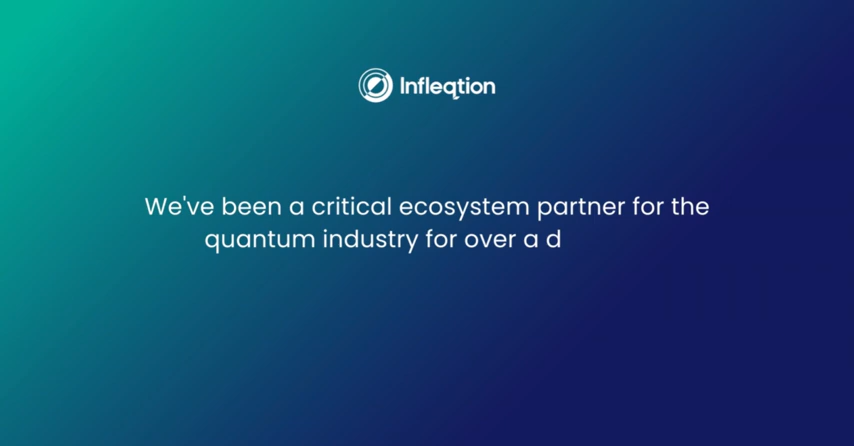 Infleqtion
We've been a critical ecosystem partner for the
quantum industry for over a d